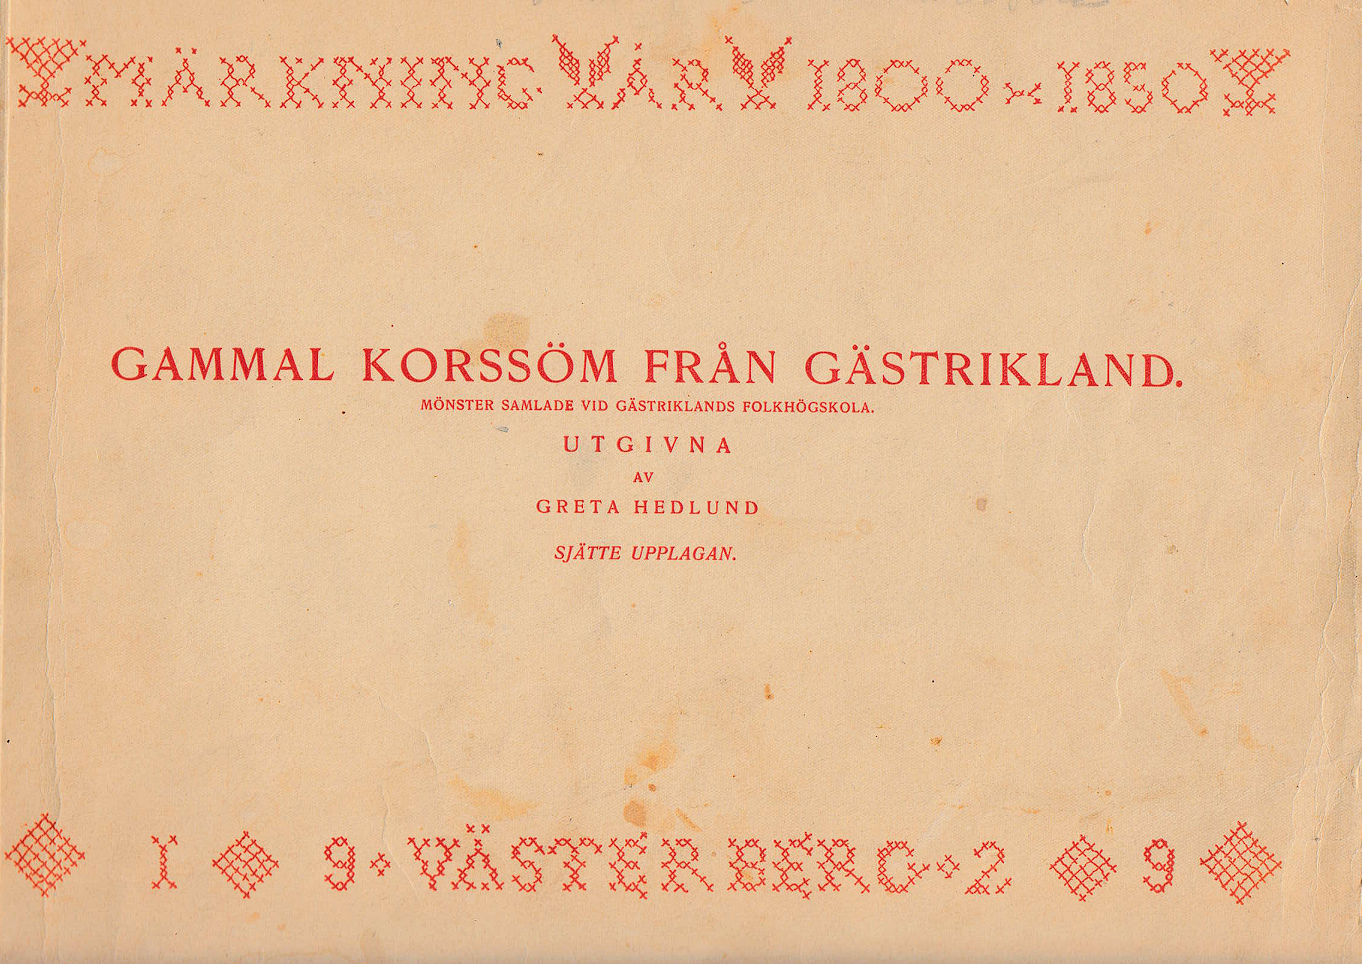 MÄRKNING VÅR 1800-1850
GAMMAL KORSSÖM FRÅN GÄSTRIKLAND.
MÖNSTER SAMLADE VID GÄSTRIKLANDS FOLKHÖGSKOLA.
UTGIVNA
AV
GRETA HEDLUND
SJÄTTE UPPLAGAN.
1 9 VÄSTERBERG 2 9